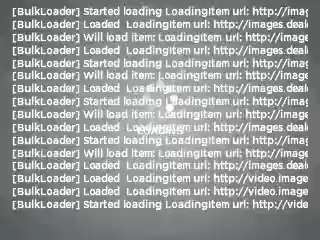 [BulkLoader] Started loading LoadingItem url: http://imag
[BulkLoader] Loaded LoadingItem url: http://images.deal
[BulkLoader] Will load item: LoadingItem url: http://imag
[BulkLoader] Loaded LoadingItem url: http://images.deal
[BulkLoader] Started loading LoadingItem url: http://imag
[BulkLoader] Will load item: LoadingItem url: http://imag
[BulkLoader] Loaded LoadingItem url: http://images.deal
[BulkLoader] Started loading LoadingItem url: http://imag
[BulkLoader] Will load item: LoadingItem url: http://imag
[BulkLoader] Loaded LoadingItem url: http://images.deal
[BulkLoader] Started loading LoadingItem url: http://imag
[BulkLoader] Will load item: LoadingItem url: http://imag
[BulkLoader] Loaded LoadingItem url: http://images.deal
[BulkLoader] Loaded LoadingItem url: http://video.image
[BulkLoader] Loaded LoadingItem url: http://video.image
[BulkLoader] Started loading LoadingItem url: http://vide